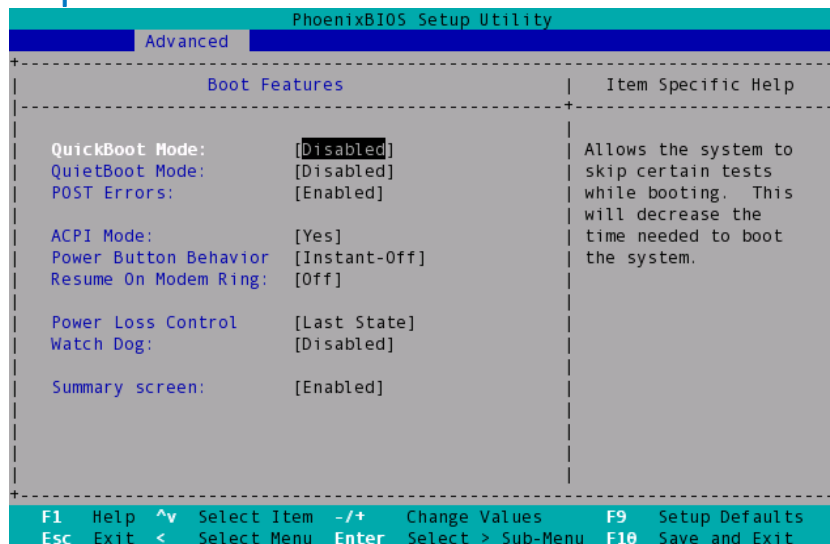 PhoenixBIOS Setup Utility
Advanced
Boot Features | Item Specific Help
QuickBoot Mode: [Disabled] | Allows the system to
QuietBoot Mode: [Disabled] | skip certain tests
POST Errors: [Enabled] | while booting. This
will decrease the
ACPI Mode: [Yes] | time needed to boot
Power Button Behavior [Instant-Off] | the system.
Resume On Modem Ring: [Off]
Power Loss Control [Last State]
Watch Dog: [Disabled]
Summary screen: [Enabled]
F1 Help ^v Select Item -/+ Change Values F9 Setup Defaults
Esc Exit < Select Menu Enter Select > Sub-Menu F10 Save and Exit